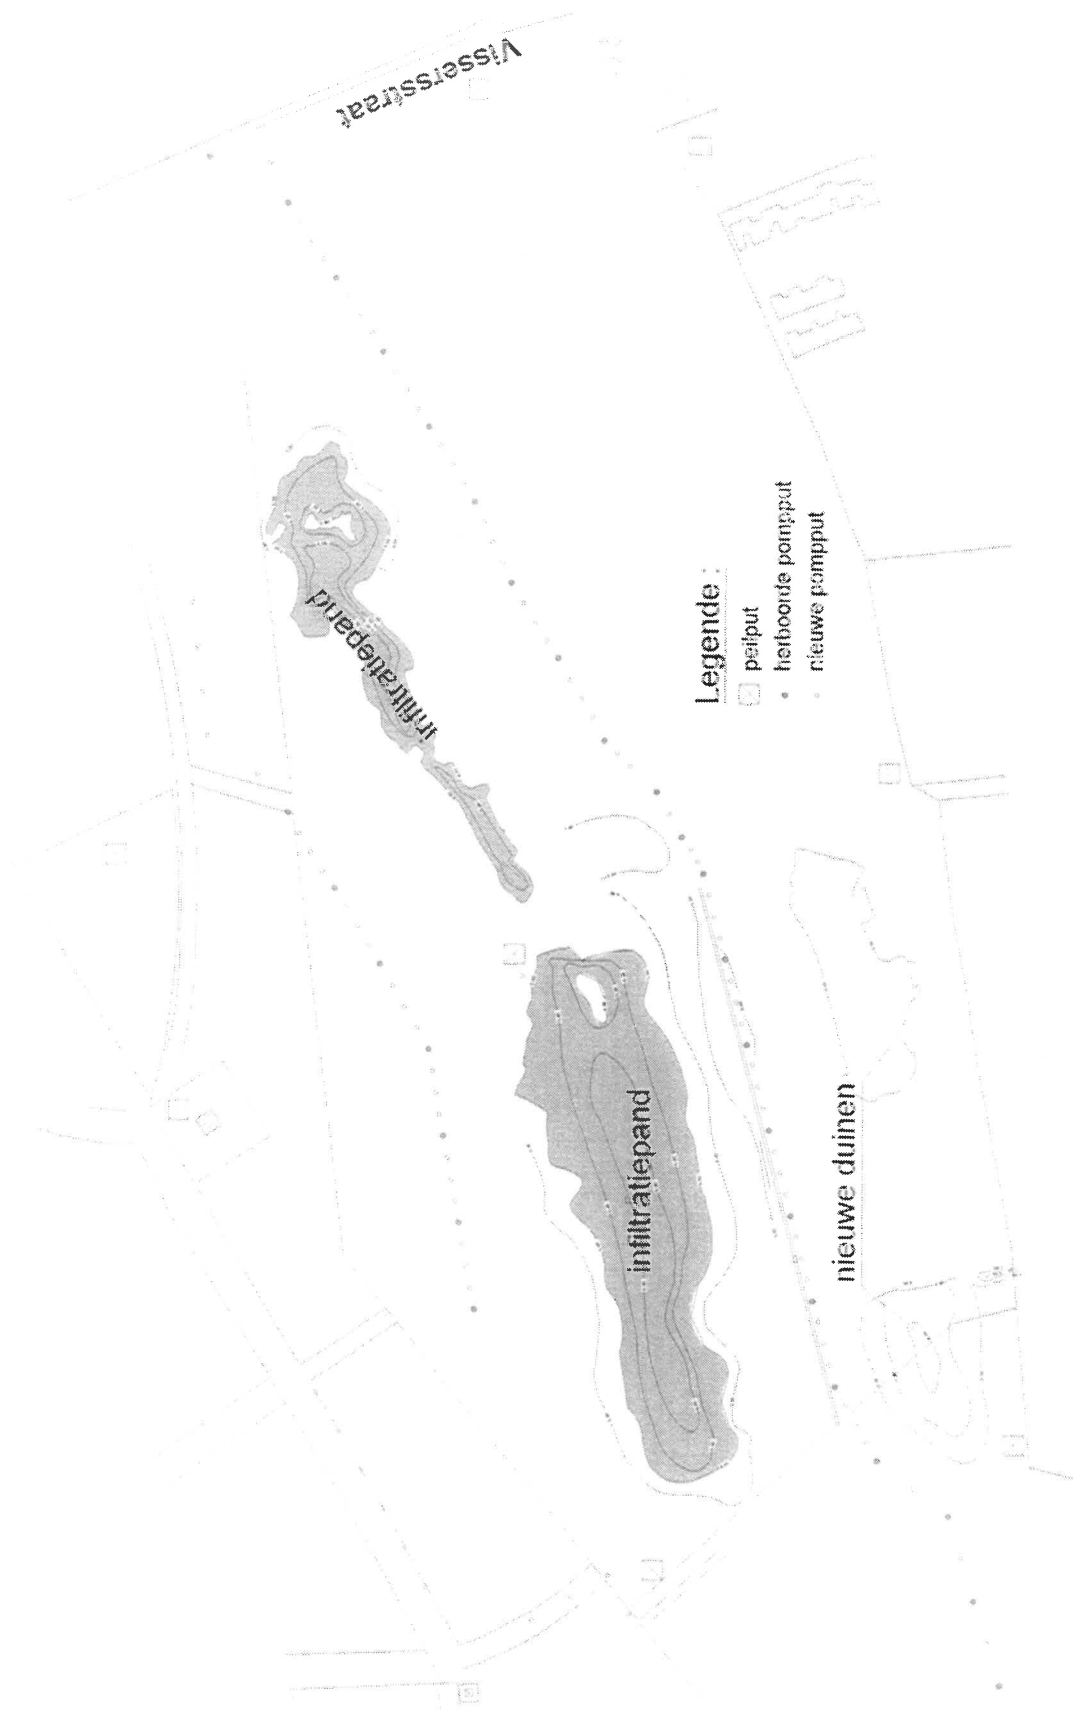 Vissersstraat
infiltratiepand
infiltratiepand
nieuwe duinen
Legende :
peilput
herboorde pompput
nieuwe pompput